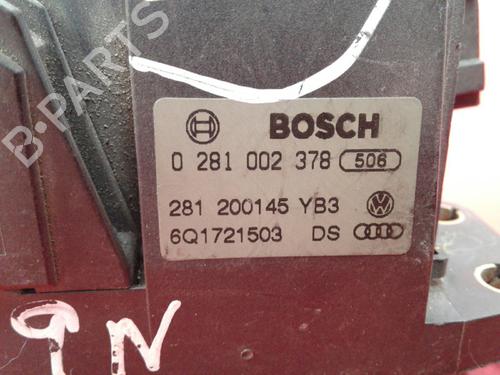 B-PARTS
BOSCH
0 281 002 378 506
281 200145 YB3
6Q1721503 DS
9N